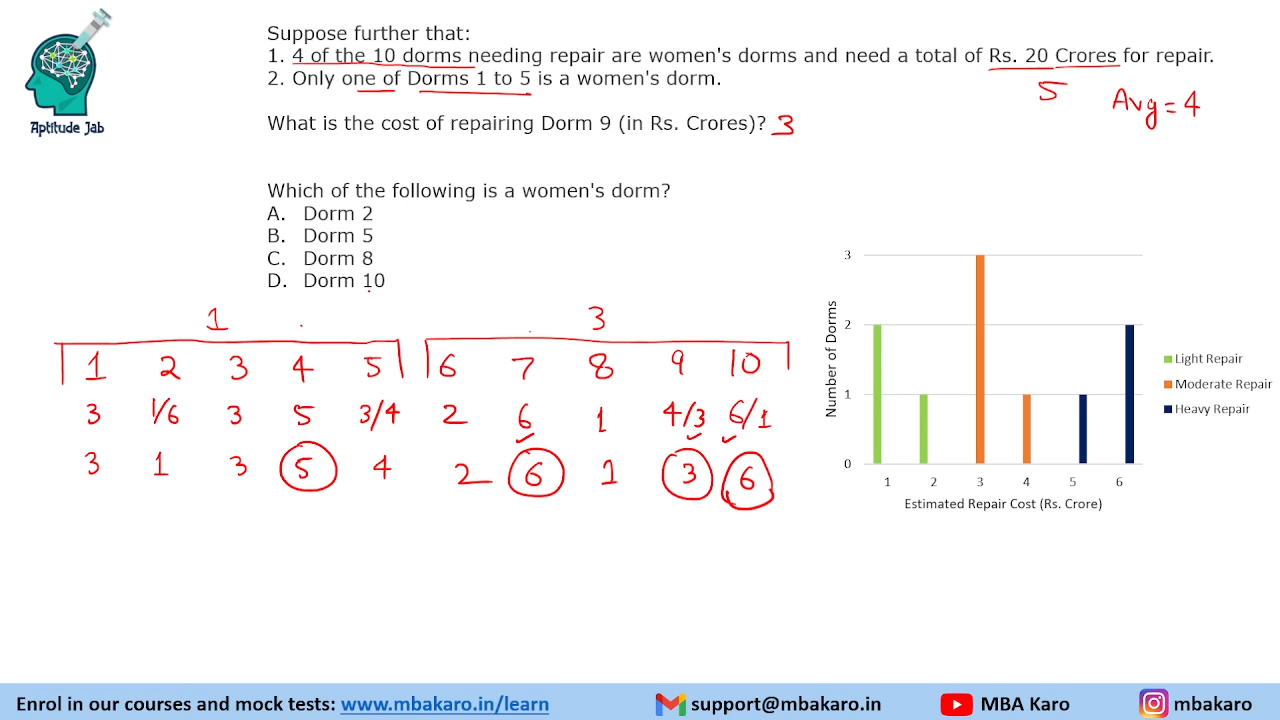 Aptitude Jab
Suppose further that:
1. 4 of the 10 dorms needing repair are women's dorms and need a total of Rs. 20 Crores for repair.
2. Only one of Dorms 1 to 5 is a women's dorm.
5
Avg = 4
What is the cost of repairing Dorm 9 (in Rs. Crores)? 3
Which of the following is a women's dorm?
A. Dorm 2
B. Dorm 5
C. Dorm 8
D. Dorm 10
1 3
1 2 3 4 5 6 7 8 9 10
3 1/6 3 5 3/4 2 6 1 4/3 6/1
3 1 3 5 4 2 6 1 3 6
Number of Dorms
3
2
1
0
1 2 3 4 5 6
Estimated Repair Cost (Rs. Crore)
Light Repair
Moderate Repair
Heavy Repair
Enrol in our courses and mock tests: www.mbakaro.in/learn support@mbakaro.in MBA Karo mbakaro